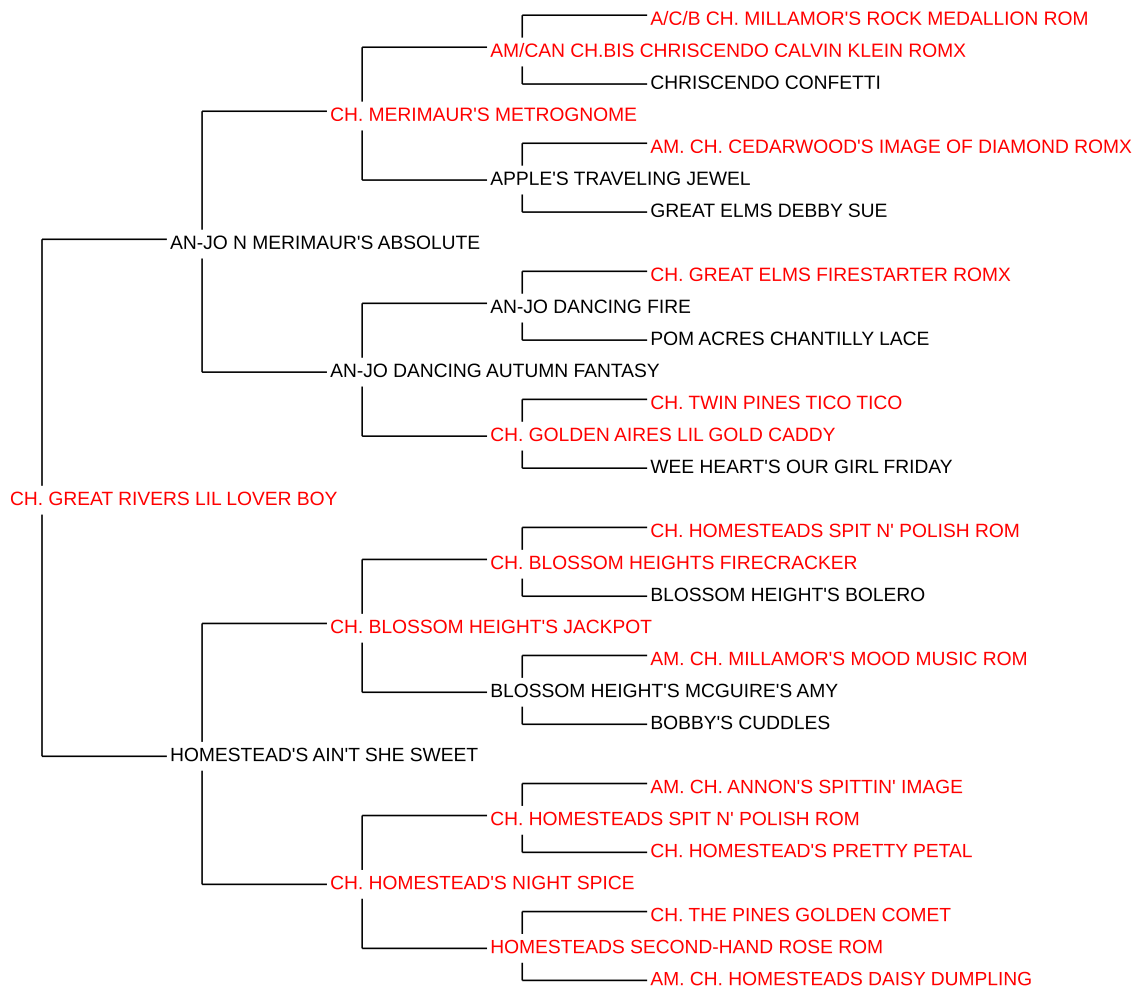 A/C/B CH. MILLAMOR'S ROCK MEDALLION ROM
AM/CAN CH.BIS CHRISCENDO CALVIN KLEIN ROMX
CHRISCENDO CONFETTI
CH. MERIMAUR'S METROGNOME
AM. CH. CEDARWOOD'S IMAGE OF DIAMOND ROMX
APPLE'S TRAVELING JEWEL
GREAT ELMS DEBBY SUE
AN-JO N MERIMAUR'S ABSOLUTE
CH. GREAT ELMS FIRESTARTER ROMX
AN-JO DANCING FIRE
POM ACRES CHANTILLY LACE
AN-JO DANCING AUTUMN FANTASY
CH. TWIN PINES TICO TICO
CH. GOLDEN AIRES LIL GOLD CADDY
WEE HEART'S OUR GIRL FRIDAY
CH. GREAT RIVERS LIL LOVER BOY
CH. HOMESTEADS SPIT N' POLISH ROM
CH. BLOSSOM HEIGHTS FIRECRACKER
BLOSSOM HEIGHT'S BOLERO
CH. BLOSSOM HEIGHT'S JACKPOT
AM. CH. MILLAMOR'S MOOD MUSIC ROM
BLOSSOM HEIGHT'S MCGUIRE'S AMY
BOBBY'S CUDDLES
HOMESTEAD'S AIN'T SHE SWEET
AM. CH. ANNON'S SPITTIN' IMAGE
CH. HOMESTEADS SPIT N' POLISH ROM
CH. HOMESTEAD'S PRETTY PETAL
CH. HOMESTEAD'S NIGHT SPICE
CH. THE PINES GOLDEN COMET
HOMESTEADS SECOND-HAND ROSE ROM
AM. CH. HOMESTEADS DAISY DUMPLING